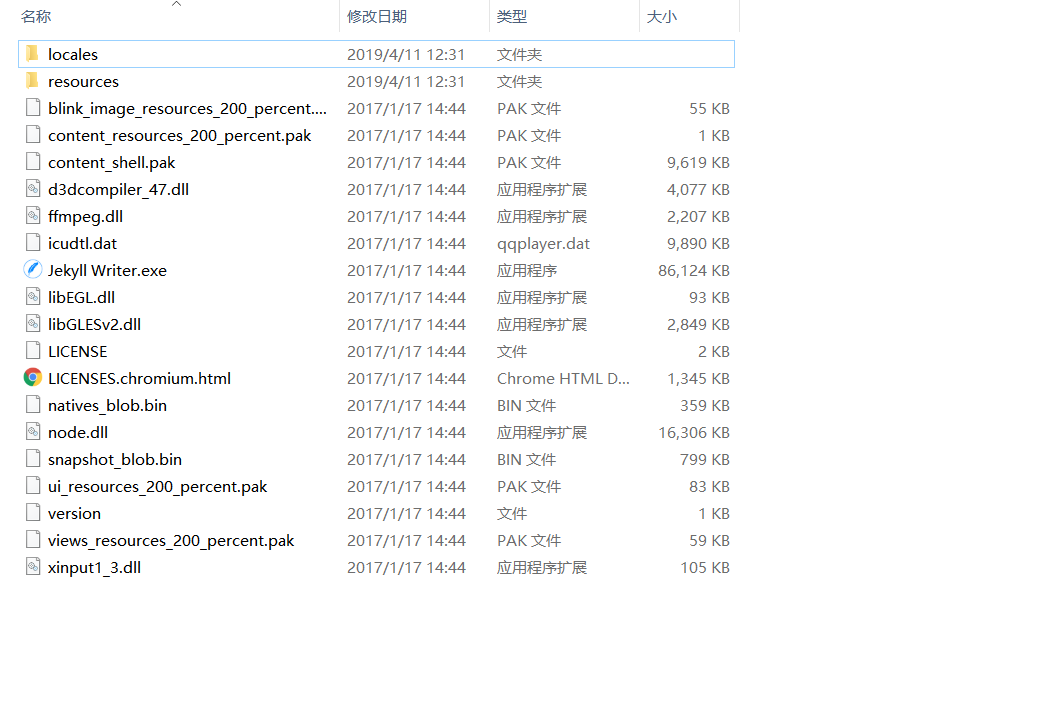 名称 修改日期 类型 大小
locales 2019/4/11 12:31 文件夹
resources 2019/4/11 12:31 文件夹
blink_image_resources_200_percent.... 2017/1/17 14:44 PAK 文件 55 KB
content_resources_200_percent.pak 2017/1/17 14:44 PAK 文件 1 KB
content_shell.pak 2017/1/17 14:44 PAK 文件 9,619 KB
d3dcompiler_47.dll 2017/1/17 14:44 应用程序扩展 4,077 KB
ffmpeg.dll 2017/1/17 14:44 应用程序扩展 2,207 KB
icudtl.dat 2017/1/17 14:44 qqplayer.dat 9,890 KB
Jekyll Writer.exe 2017/1/17 14:44 应用程序 86,124 KB
libEGL.dll 2017/1/17 14:44 应用程序扩展 93 KB
libGLESv2.dll 2017/1/17 14:44 应用程序扩展 2,849 KB
LICENSE 2017/1/17 14:44 文件 2 KB
LICENSES.chromium.html 2017/1/17 14:44 Chrome HTML D... 1,345 KB
natives_blob.bin 2017/1/17 14:44 BIN 文件 359 KB
node.dll 2017/1/17 14:44 应用程序扩展 16,306 KB
snapshot_blob.bin 2017/1/17 14:44 BIN 文件 799 KB
ui_resources_200_percent.pak 2017/1/17 14:44 PAK 文件 83 KB
version 2017/1/17 14:44 文件 1 KB
views_resources_200_percent.pak 2017/1/17 14:44 PAK 文件 59 KB
xinput1_3.dll 2017/1/17 14:44 应用程序扩展 105 KB